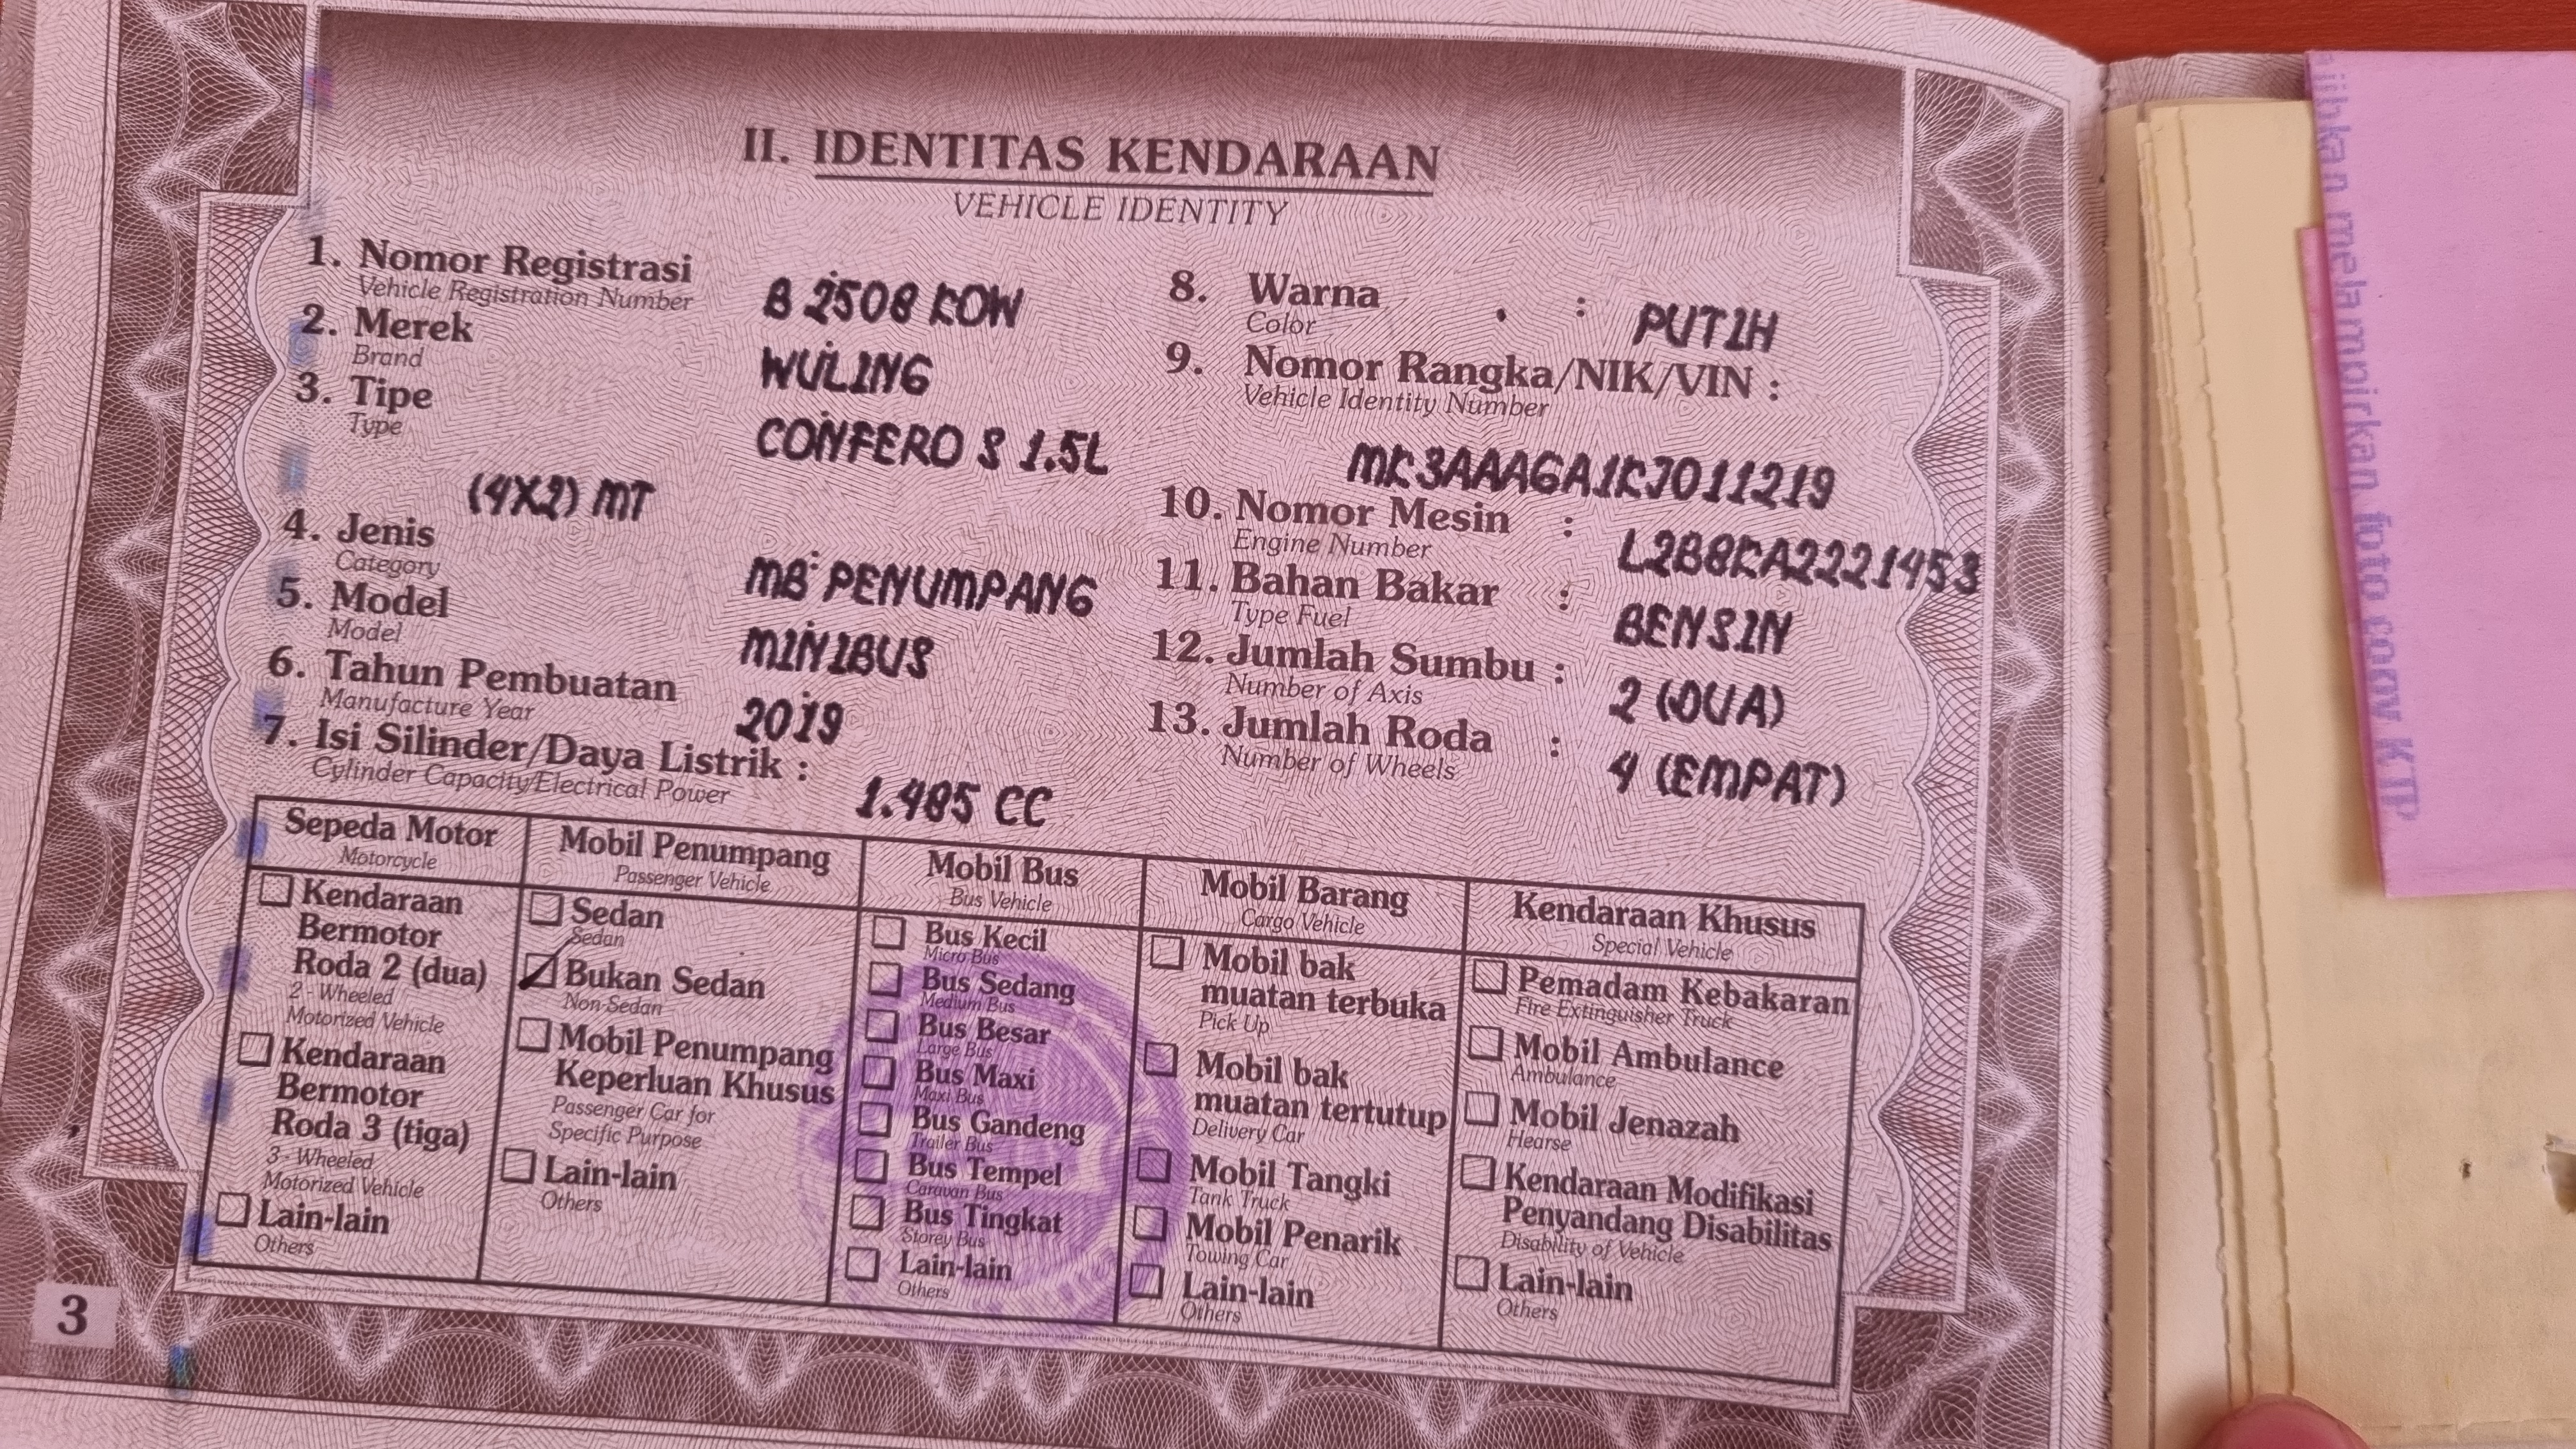 II. IDENTITAS KENDARAAN
VEHICLE IDENTITY
1. Nomor Registrasi B 2508 KOW
Vehicle Registration Number
2. Merek WULING
Brand
3. Tipe CONFERO S 1.5L
Type
(4X2) MT
4. Jenis MB PENUMPANG
Category
5. Model MINIBUS
Model
6. Tahun Pembuatan 2019
Manufacture Year
7. Isi Silinder/Daya Listrik : 1.485 CC
Cylinder Capacity/Electrical Power
8. Warna : PUTIH
Color
9. Nomor Rangka/NIK/VIN :
Vehicle Identity Number
MK3AAAGA1KJ011219
10. Nomor Mesin : L2B8KA2221453
Engine Number
11. Bahan Bakar : BENSIN
Type Fuel
12. Jumlah Sumbu : 2 (DUA)
Number of Axis
13. Jumlah Roda : 4 (EMPAT)
Number of Wheels
Sepeda Motor
Motorcycle
Kendaraan
Bermotor
Roda 2 (dua)
2- Wheeled
Motorized Vehicle
Kendaraan
Bermotor
Roda 3 (tiga)
3- Wheeled
Motorized Vehicle
Lain-lain
Others
Mobil Penumpang
Passenger Vehicle
Sedan
Sedan
Bukan Sedan
Non Sedan
Mobil Penumpang
Keperluan Khusus
Passenger Car for
Specific Purpose
Lain-lain
Others
Mobil Bus
Bus Vehicle
Bus Kecil
Micro Bus
Bus Sedang
Medium Bus
Bus Besar
Large Bus
Bus Maxi
Maxi Bus
Bus Gandeng
Trailer Bus
Bus Tempel
Caravan Bus
Bus Tingkat
Storey Bus
Lain-lain
Others
Mobil Barang
Cargo Vehicle
Mobil bak
muatan terbuka
Pick Up
Mobil bak
muatan tertutup
Delivery Car
Mobil Tangki
Tank Truck
Mobil Penarik
Towing Car
Lain-lain
Others
Kendaraan Khusus
Special Vehicle
Pemadam Kebakaran
Fire Extinguisher Truck
Mobil Ambulance
Ambulance
Mobil Jenazah
Hearse
Kendaraan Modifikasi
Penyandang Disabilitas
Disability of Vehicle
Lain-lain
Others
3
melampirkan foto copy KTP